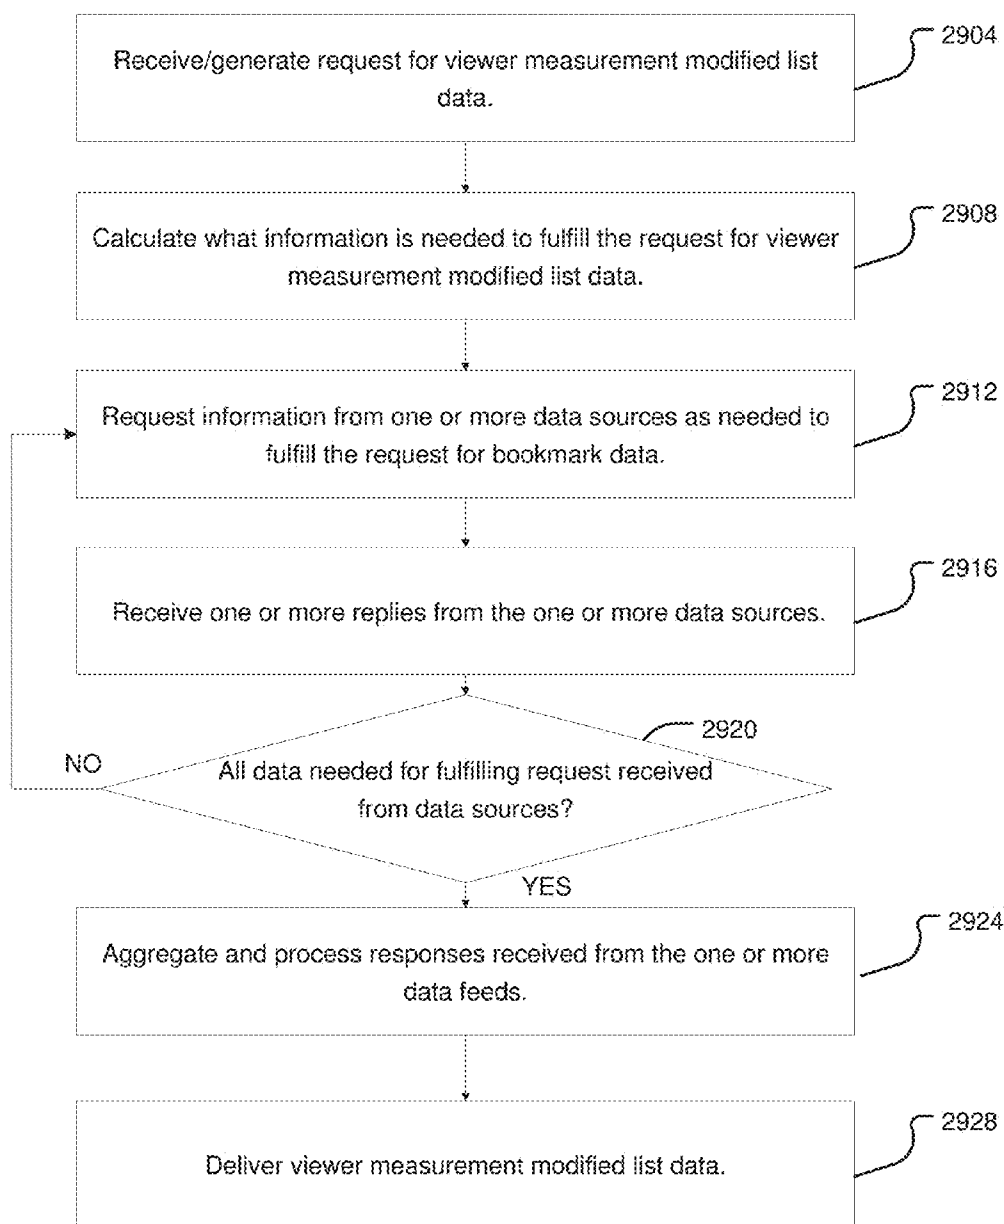 Receive/generate request for viewer measurement modified list
data.
2904
Calculate what information is needed to fulfill the request for viewer
measurement modified list data.
2908
Request information from one or more data sources as needed to
fulfill the request for bookmark data.
2912
Receive one or more replies from the one or more data sources.
2916
All data needed for fulfilling request received
from data sources?
2920
NO
YES
Aggregate and process responses received from the one or more
data feeds.
2924
Deliver viewer measurement modified list data.
2928